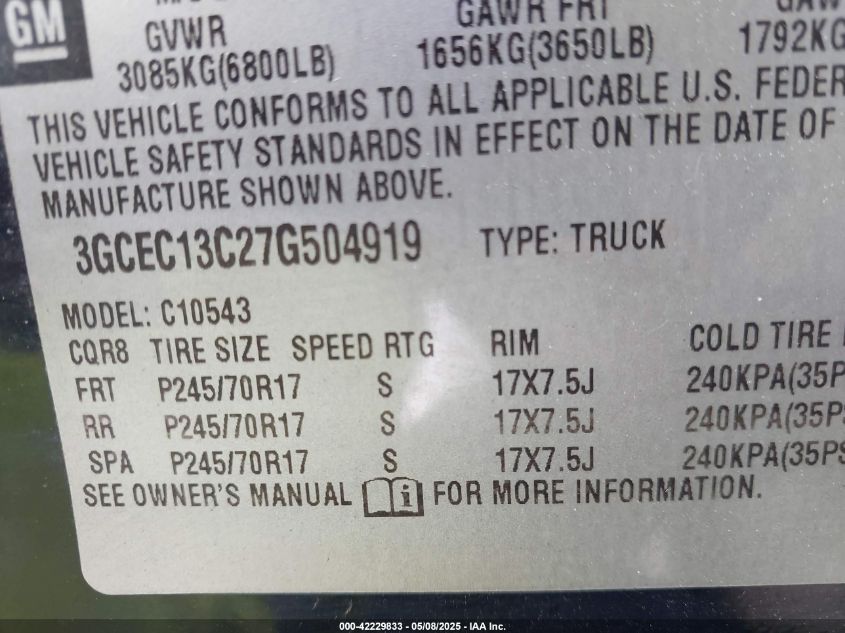 GM
GVWR GAWR FRT
3085KG(6800LB) 1656KG(3650LB) 1792KG
THIS VEHICLE CONFORMS TO ALL APPLICABLE U.S. FEDER
VEHICLE SAFETY STANDARDS IN EFFECT ON THE DATE OF
MANUFACTURE SHOWN ABOVE.
3GCEC13C27G504919 TYPE: TRUCK
MODEL: C10543
CQR8 TIRE SIZE SPEED RTG RIM COLD TIRE
FRT P245/70R17 S 17X7.5J 240KPA(35P
RR P245/70R17 S 17X7.5J 240KPA(35PS
SPA P245/70R17 S 17X7.5J 240KPA(35PS
SEE OWNER'S MANUAL i FOR MORE INFORMATION.
000-42229833 - 05/08/2025 - IAA Inc.